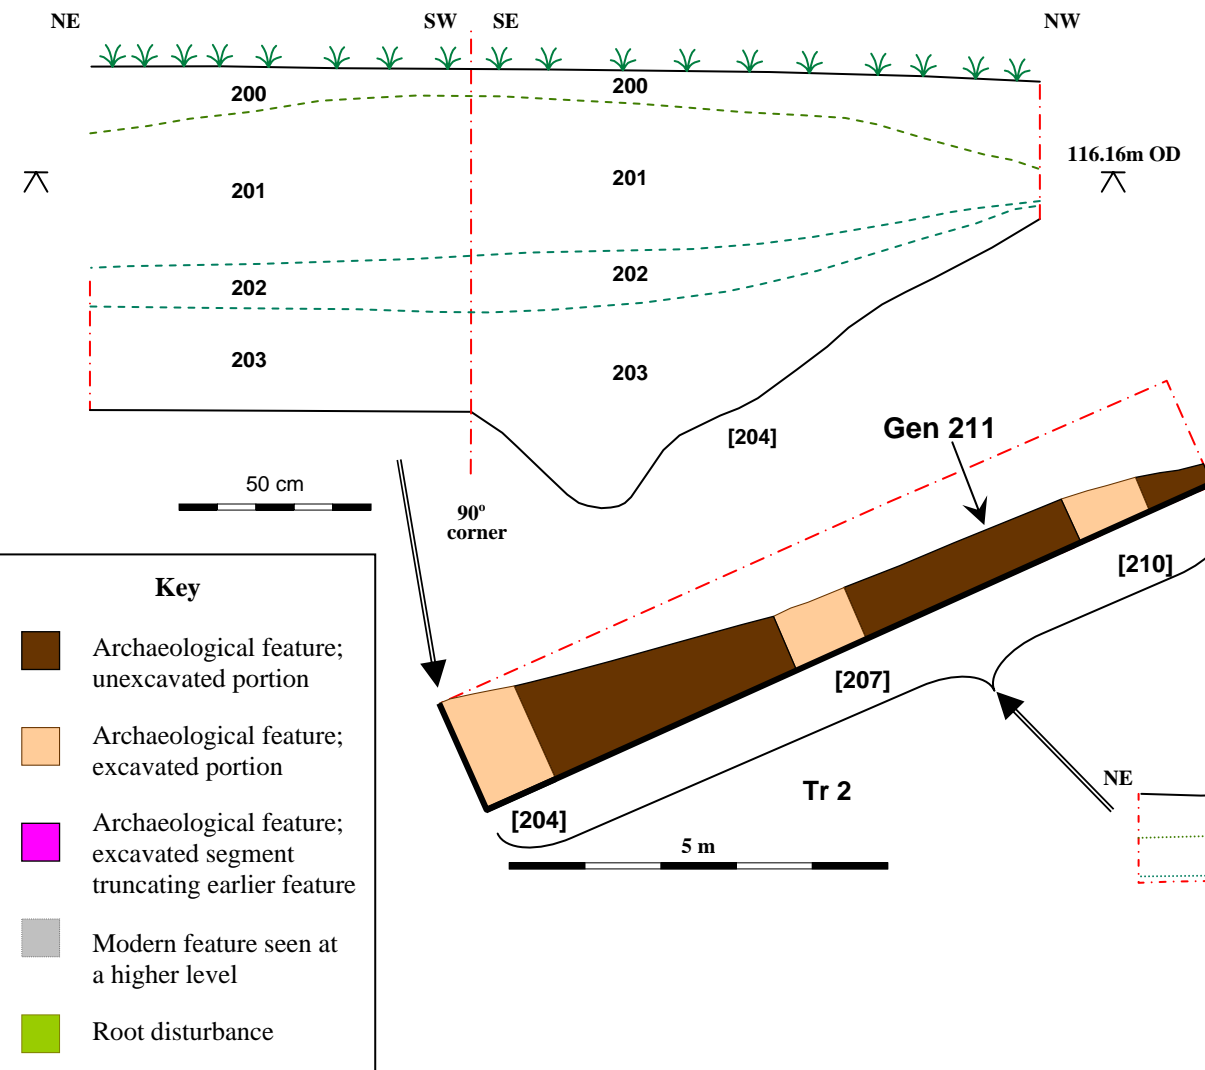 NE
SW
SE
NW
200
200
116.16m OD
201
201
202
202
203
203
[204]
Gen 211
50 cm
90º
corner
[210]
[207]
Tr 2
[204]
5 m
NE
Key
Archaeological feature;
unexcavated portion
Archaeological feature;
excavated portion
Archaeological feature;
excavated segment
truncating earlier feature
Modern feature seen at
a higher level
Root disturbance